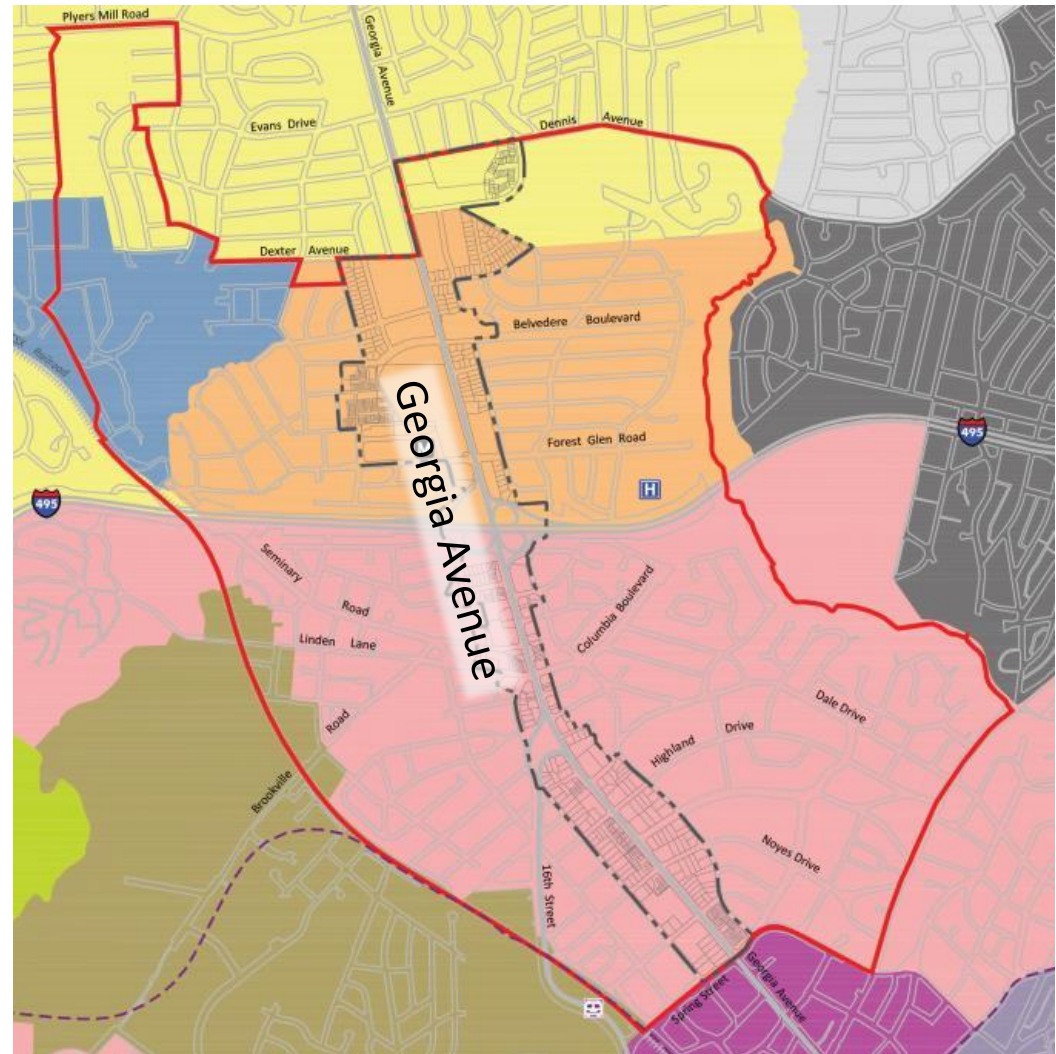 Plyers Mill Road
Georgia Avenue
Evans Drive
Dennis Avenue
Dexter Avenue
Belvedere Boulevard
Railroad
Georgia Avenue
Forest Glen Road
495
H
495
Seminary Road
Columbia Boulevard
Linden Lane
Dale Drive
Road
Highland Drive
Brookville
Noyes Drive
16th Street
Georgia Avenue
Spring Street